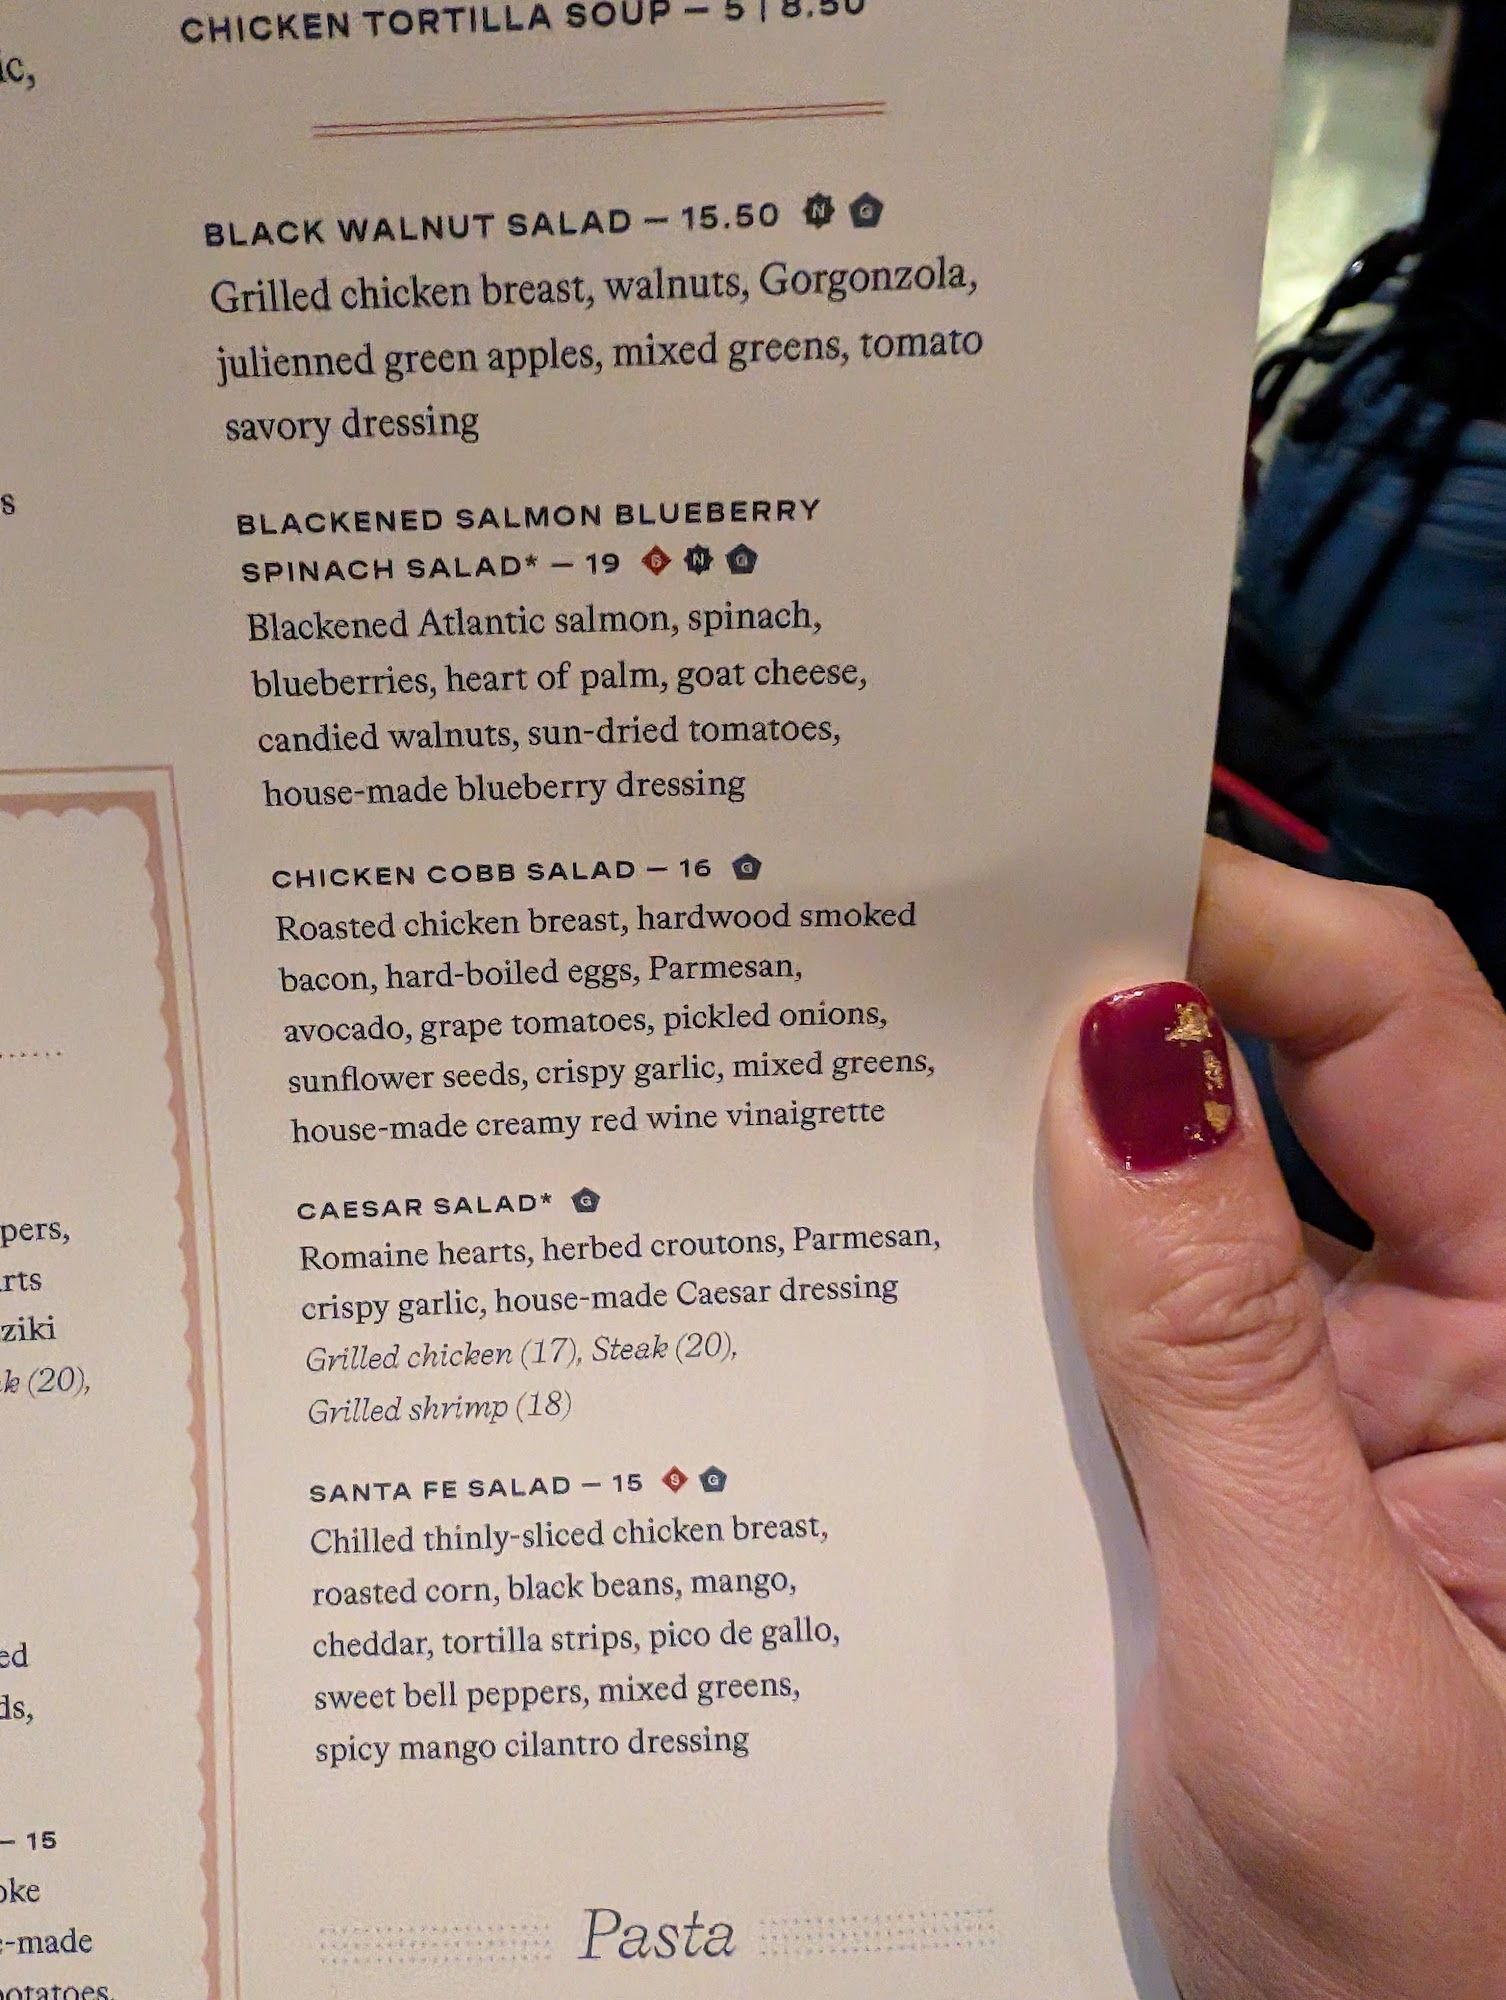 CHICKEN TORTILLA SOUP – 5 | 8.50
BLACK WALNUT SALAD – 15.50 N G
Grilled chicken breast, walnuts, Gorgonzola,
julienned green apples, mixed greens, tomato
savory dressing
BLACKENED SALMON BLUEBERRY
SPINACH SALAD* – 19 S N G
Blackened Atlantic salmon, spinach,
blueberries, heart of palm, goat cheese,
candied walnuts, sun-dried tomatoes,
house-made blueberry dressing
CHICKEN COBB SALAD – 16 G
Roasted chicken breast, hardwood smoked
bacon, hard-boiled eggs, Parmesan,
avocado, grape tomatoes, pickled onions,
sunflower seeds, crispy garlic, mixed greens,
house-made creamy red wine vinaigrette
CAESAR SALAD* G
Romaine hearts, herbed croutons, Parmesan,
crispy garlic, house-made Caesar dressing
Grilled chicken (17), Steak (20),
Grilled shrimp (18)
SANTA FE SALAD – 15 S G
Chilled thinly-sliced chicken breast,
roasted corn, black beans, mango,
cheddar, tortilla strips, pico de gallo,
sweet bell peppers, mixed greens,
spicy mango cilantro dressing
Pasta
(20),
– 15